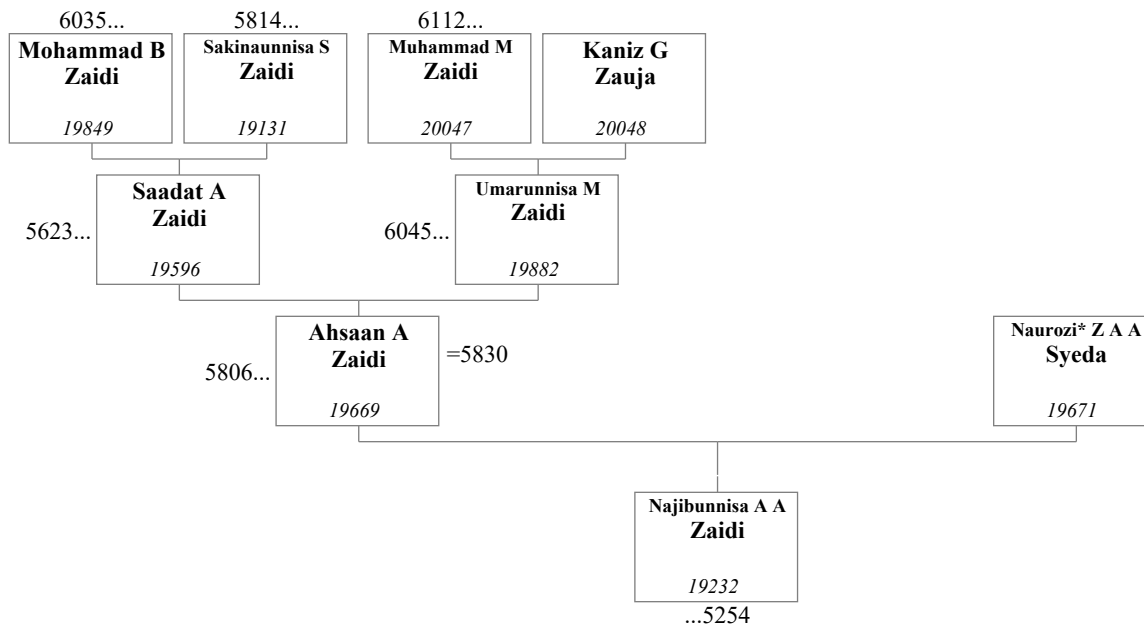 6035...
5814...
6112...
Mohammad B
Zaidi
19849
Sakinaunnisa S
Zaidi
19131
Muhammad M
Zaidi
20047
Kaniz G
Zauja
20048
5623...
Saadat A
Zaidi
19596
6045...
Umarunnisa M
Zaidi
19882
5806...
Ahsaan A
Zaidi
19669
=5830
Naurozi* Z A A
Syeda
19671
Najibunnisa A A
Zaidi
19232
...5254